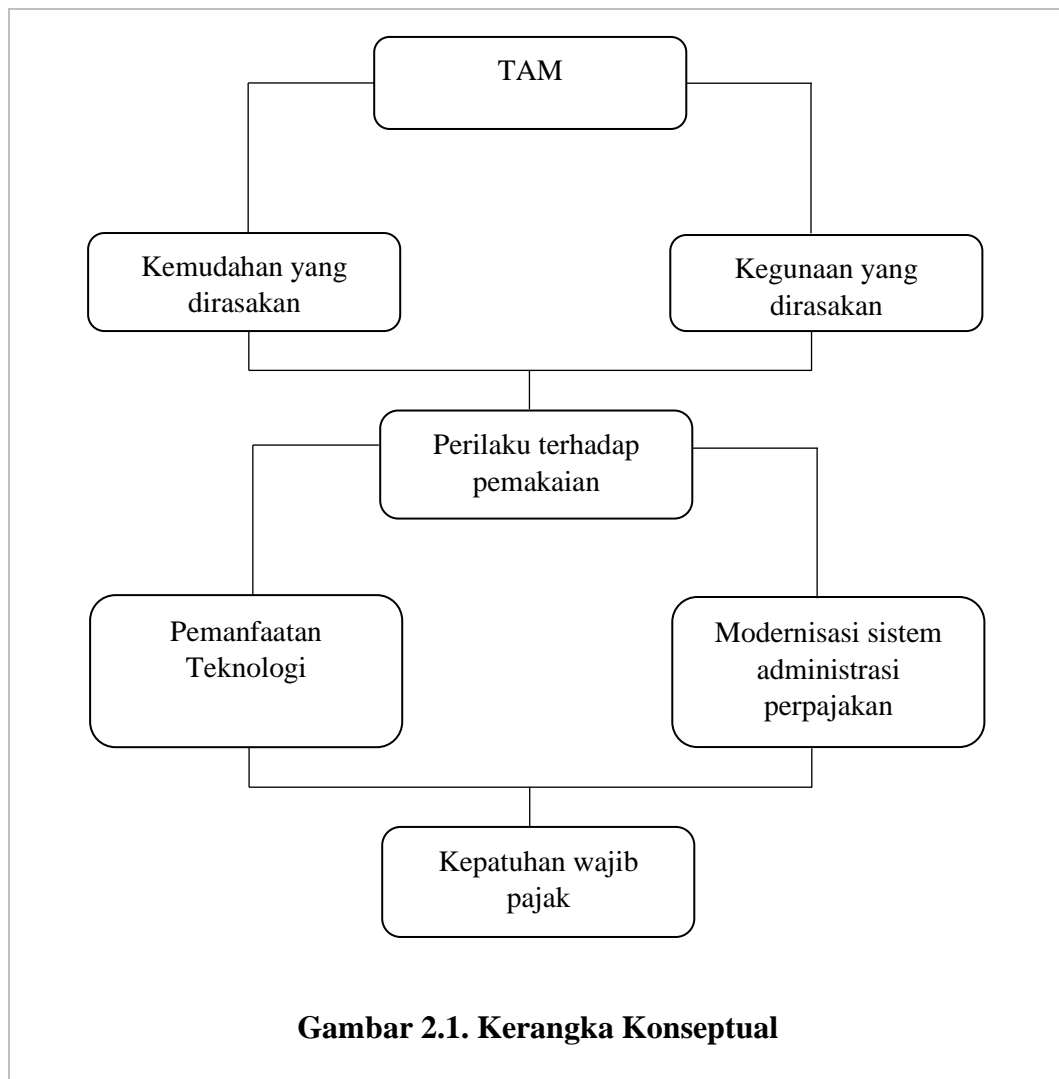 TAM
Kemudahan yang
dirasakan
Kegunaan yang
dirasakan
Perilaku terhadap
pemakaian
Pemanfaatan
Teknologi
Modernisasi sistem
administrasi
perpajakan
Kepatuhan wajib
pajak
Gambar 2.1. Kerangka Konseptual